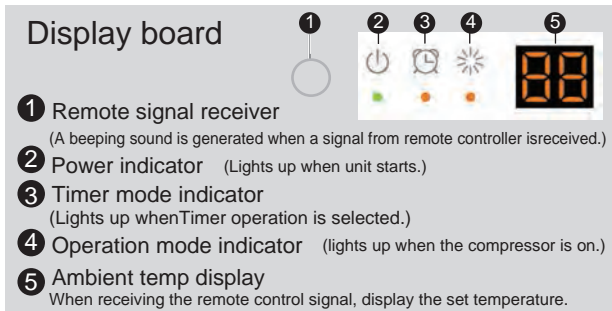 Display board
1 2 3 4 5
88
1 Remote signal receiver
(A beeping sound is generated when a signal from remote controller isreceived.)
2 Power indicator (Lights up when unit starts.)
3 Timer mode indicator
(Lights up whenTimer operation is selected.)
4 Operation mode indicator (lights up when the compressor is on.)
5 Ambient temp display
When receiving the remote control signal, display the set temperature.